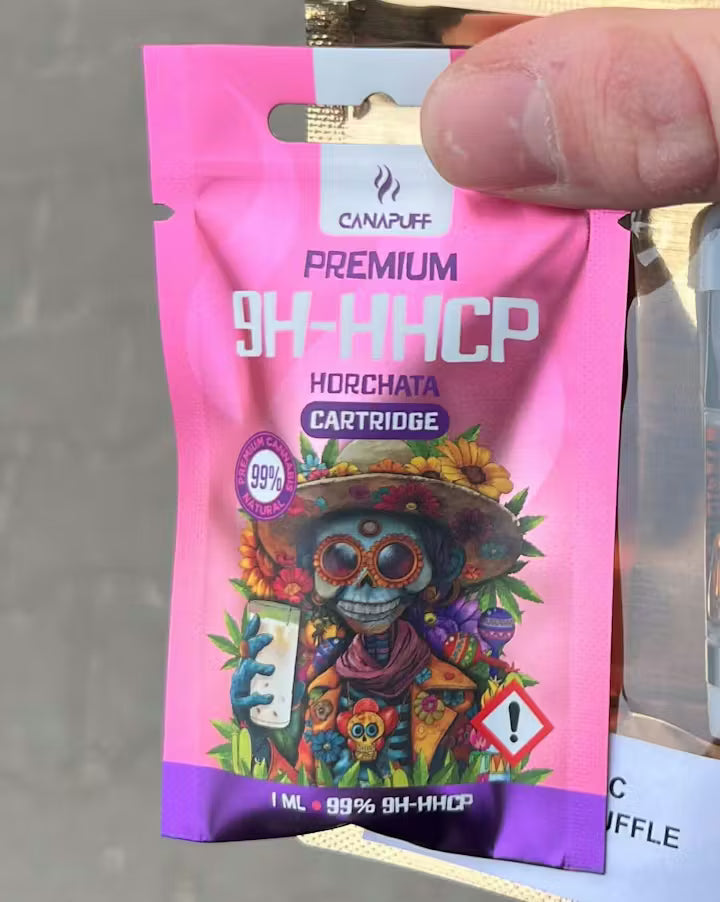 CANAPUFF
PREMIUM
9H-HHCP
HORCHATA
CARTRIDGE
PREMIUM CANNABIS
99%
NATURAL
!
1 ML • 99% 9H-HHCP
C
UFFLE